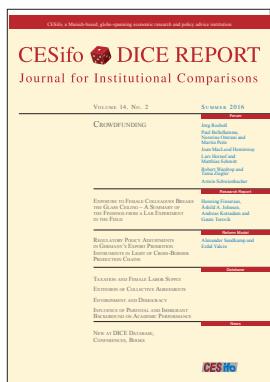 CESifo, a Munich-based, globe-spanning economic research and policy advice institution
CESifo DICE REPORT
Journal for Institutional Comparisons
VOLUME 14, NO. 2
SUMMER 2016
Forum
CROWDFUNDING
Jörg Rocholl
Paul Belleflamme,
Nessrine Omrani and
Martin Peitz
Joan MacLeod Heminway
Lars Hornuf and
Matthias Schmitt
Robert Wardrop and
Tania Ziegler
Armin Schwienbacher
Research Report
EXPOSURE TO FEMALE COLLEAGUES BREAKS
THE GLASS CEILING – A SUMMARY OF
THE FINDINGS FROM A LAB EXPERIMENT
IN THE FIELD
Henning Finseraas,
Åshild A. Johnsen,
Andreas Kotsadam and
Gaute Torsvik
Reform Model
REGULATORY POLICY ADJUSTMENTS
IN GERMANY'S EXPORT PROMOTION
INSTRUMENTS IN LIGHT OF CROSS-BORDER
PRODUCTION CHAINS
Alexander Sandkamp and
Erdal Yalcin
Database
TAXATION AND FEMALE LABOR SUPPLY
EXTENSION OF COLLECTIVE AGREEMENTS
ENVIRONMENT AND DEMOCRACY
INFLUENCE OF PARENTAL AND IMMIGRANT
BACKGROUND ON ACADEMIC PERFORMANCE
News
NEW AT DICE DATABASE,
CONFERENCES, BOOKS
CESifo